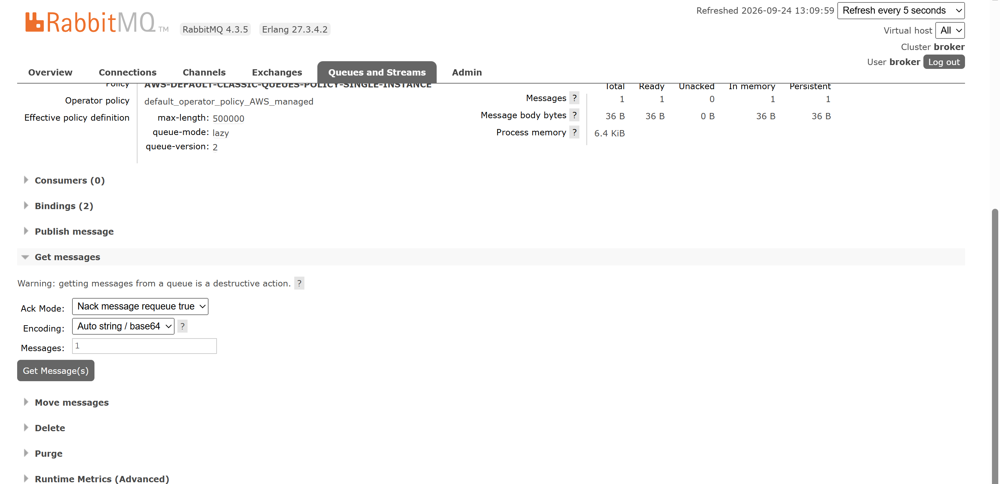 Refreshed 2026-09-24 13:09:59 Refresh every 5 seconds
RabbitMQ TM RabbitMQ 4.3.5 Erlang 27.3.4.2
Virtual host All
Cluster broker
User broker Log out
Overview Connections Channels Exchanges Queues and Streams Admin
Policy AWS-DEFAULT-CLASSIC-QUEUES-POLICY-SINGLE-INSTANCE
Operator policy default_operator_policy_AWS_managed
Effective policy definition max-length: 500000
queue-mode: lazy
queue-version: 2
Total Ready Unacked In memory Persistent
Messages ? 1 1 0 1 1
Message body bytes ? 36 B 36 B 0 B 36 B 36 B
Process memory ? 6.4 KiB
Consumers (0)
Bindings (2)
Publish message
Get messages
Warning: getting messages from a queue is a destructive action. ?
Ack Mode: Nack message requeue true
Encoding: Auto string / base64 ?
Messages: 1
Get Message(s)
Move messages
Delete
Purge
Runtime Metrics (Advanced)